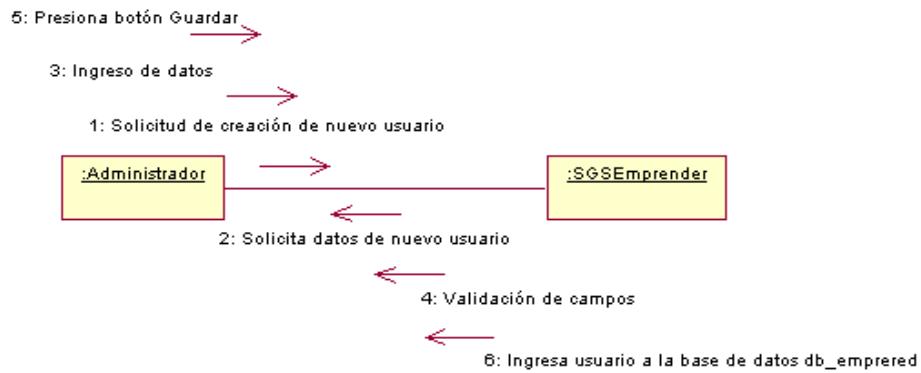 5: Presiona botón Guardar
3: Ingreso de datos
1: Solicitud de creación de nuevo usuario
:Administrador
:SGSEmprender
2: Solicita datos de nuevo usuario
4: Validación de campos
6: Ingresa usuario a la base de datos db_emprered